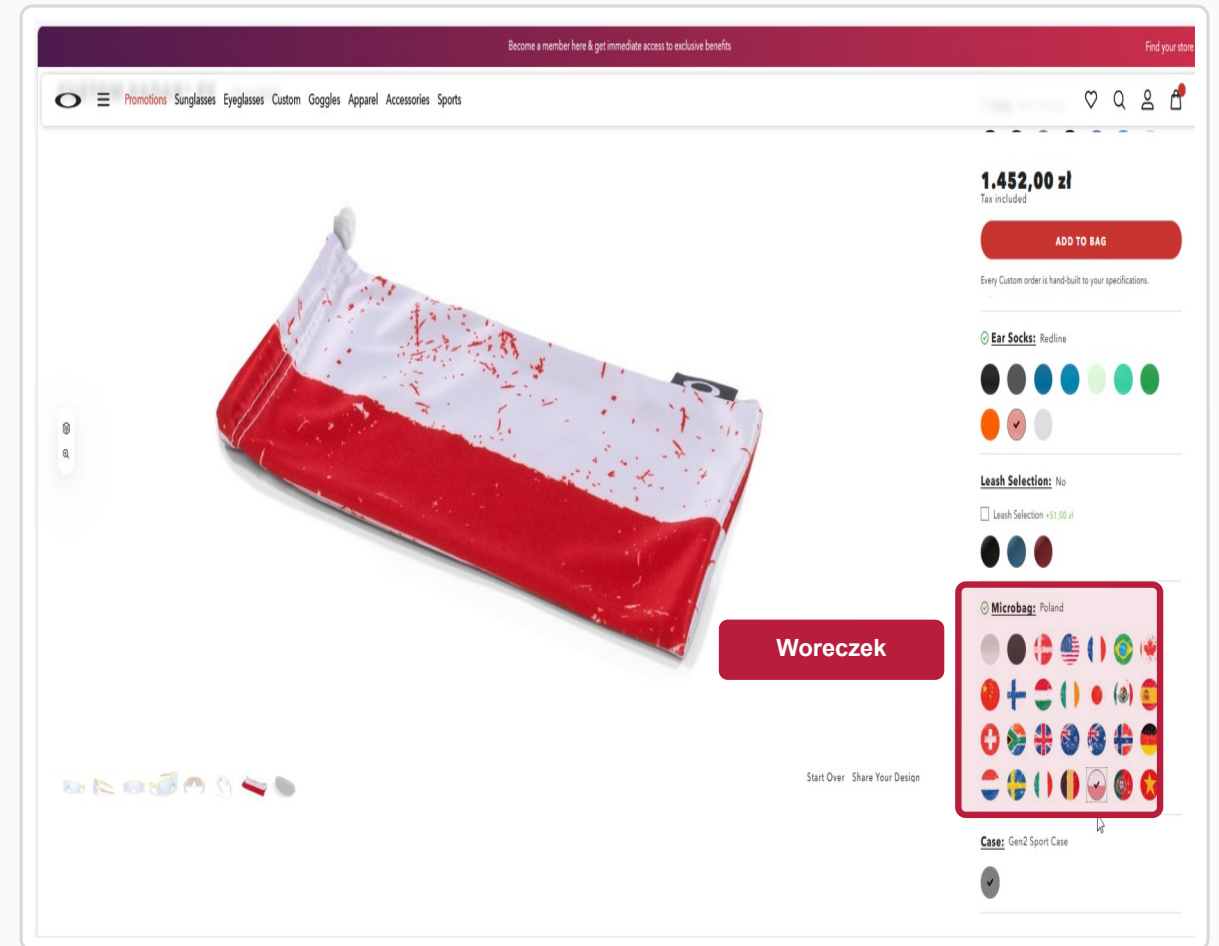 Become a member here & get immediate access to exclusive benefits
Find your store
Promotions Sunglasses Eyeglasses Custom Goggles Apparel Accessories Sports
1.452,00 zł
Tax included
ADD TO BAG
Every Custom order is hand-built to your specifications.
Ear Socks: Redline
Leash Selection: No
Leash Selection +51,00 zł
Microbag: Poland
Woreczek
Start Over Share Your Design
Case: Gen2 Sport Case